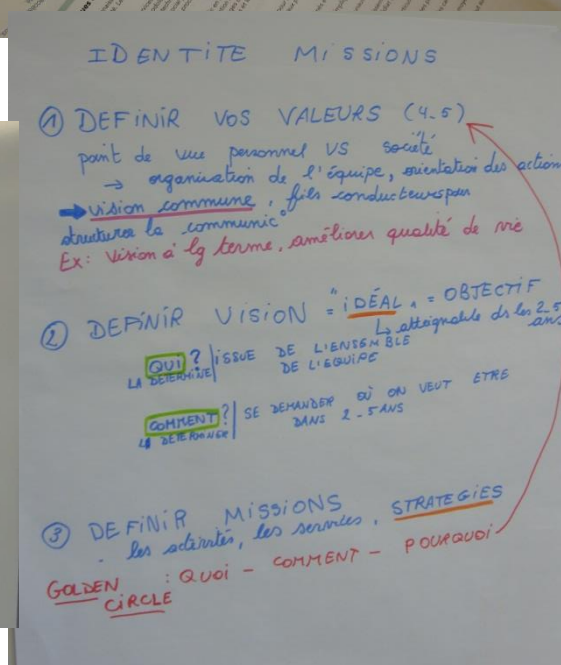 IDENTITE MISSIONS
① DEFINIR VOS VALEURS (4-5)
point de vue personnel VS société
→ organisation de l'équipe, orientation des action
→ vision commune, fils conducteurs pour
structurer la communic°
Ex: Vision à lg terme, améliorer qualité de vie
② DEFINIR VISION = "IDÉAL" = OBJECTIF
↳ atteignable ds les 2-5 ans
QUI ? | ISSUE DE L'ENSEMBLE
LA DETERMINE | DE L'EQUIPE
COMMENT ? | SE DEMANDER OÙ ON VEUT ETRE
LA DETERMINER | DANS 2-5 ANS
③ DEFINIR MISSIONS
. les activités, les services, STRATEGIES
GOLDEN : QUOI - COMMENT - POURQUOI
CIRCLE